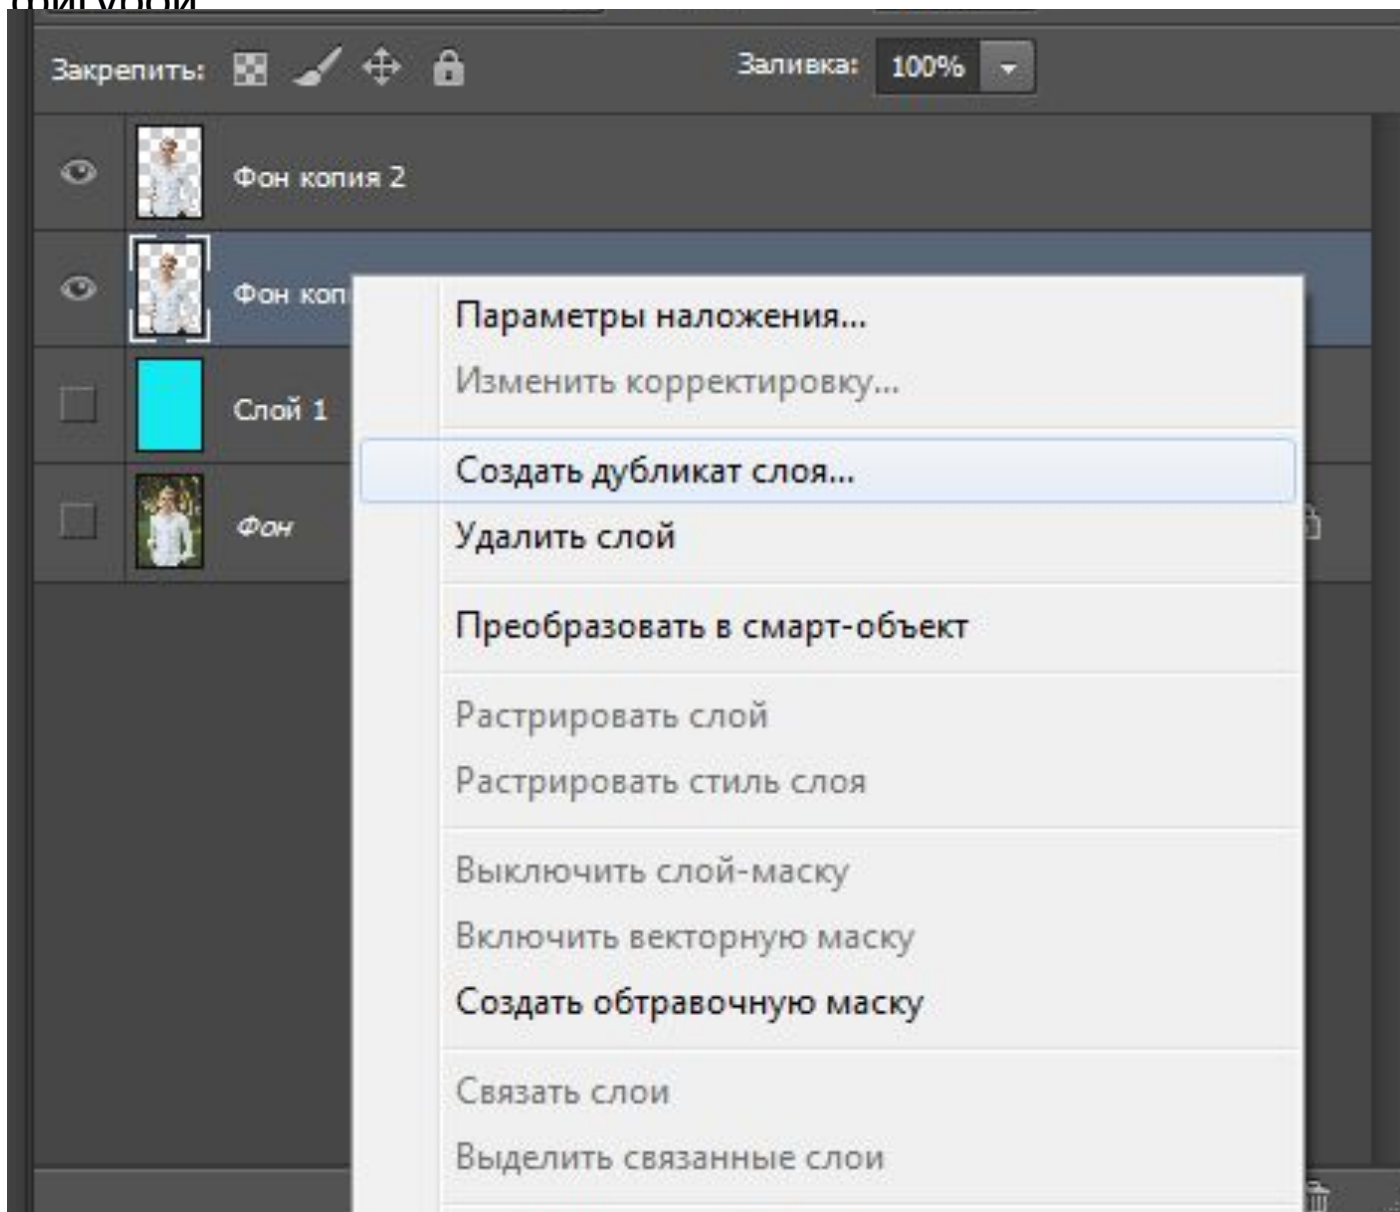 фигурой
Закрепить: Заливка: 100%
Фон копия 2
Фон коп
Параметры наложения...
Изменить корректировку...
Слой 1
Создать дубликат слоя...
Фон
Удалить слой
Преобразовать в смарт-объект
Растрировать слой
Растрировать стиль слоя
Выключить слой-маску
Включить векторную маску
Создать обтравочную маску
Связать слои
Выделить связанные слои